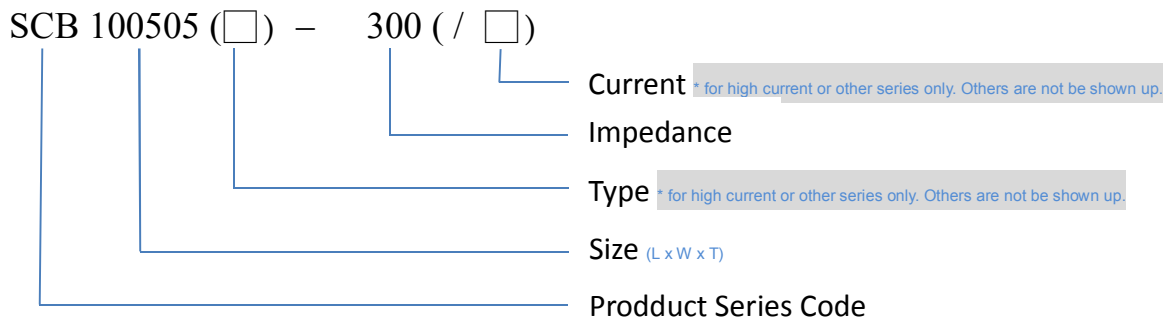 SCB 100505 (□) – 300 ( / □)
Current * for high current or other series only. Others are not be shown up.
Impedance
Type * for high current or other series only. Others are not be shown up.
Size (L x W x T)
Prodduct Series Code